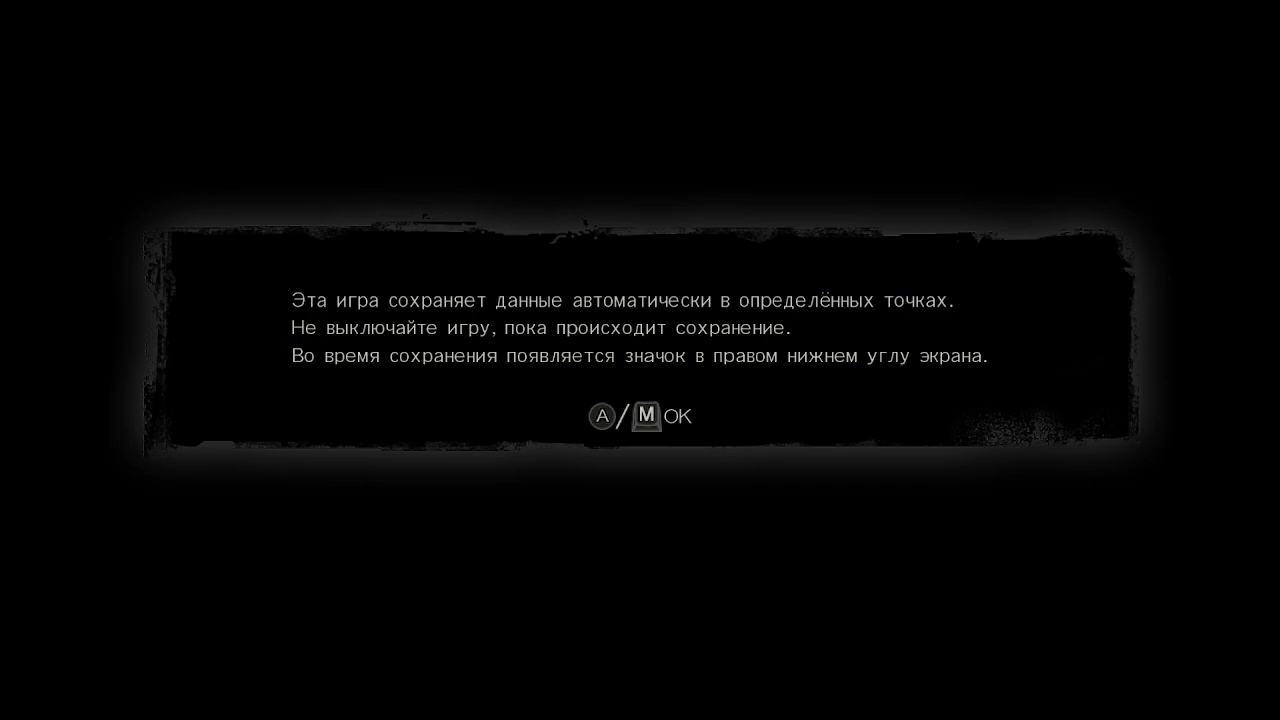 Эта игра сохраняет данные автоматически в определённых точках.
Не выключайте игру, пока происходит сохранение.
Во время сохранения появляется значок в правом нижнем углу экрана.
A/M OK